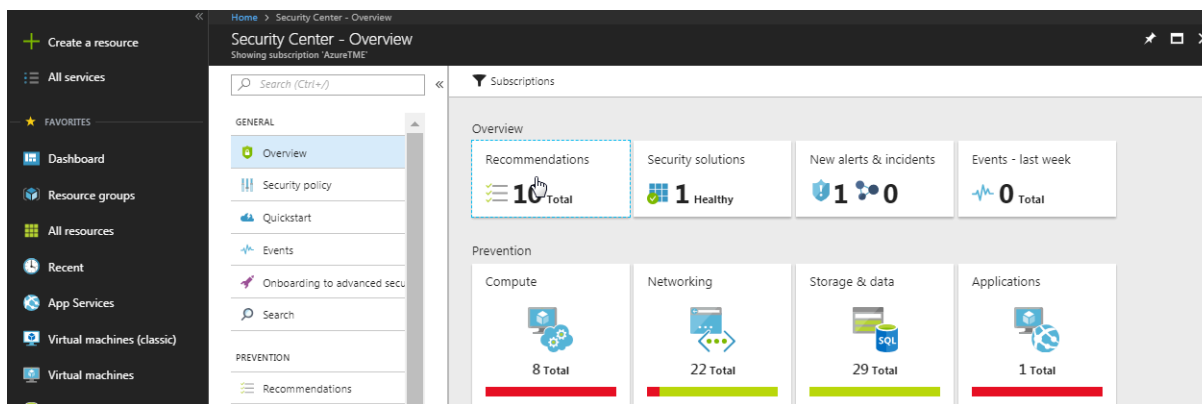 Home > Security Center - Overview
Security Center - Overview
Showing subscription 'AzureTME'
Create a resource
All services
FAVORITES
Dashboard
Resource groups
All resources
Recent
App Services
Virtual machines (classic)
Virtual machines
Search (Ctrl+/)
GENERAL
Overview
Security policy
Quickstart
Events
Onboarding to advanced secu
Search
PREVENTION
Recommendations
Subscriptions
Overview
Recommendations
10 Total
Security solutions
1 Healthy
New alerts & incidents
1 0
Events - last week
0 Total
Prevention
Compute
8 Total
Networking
22 Total
Storage & data
SQL
29 Total
Applications
1 Total